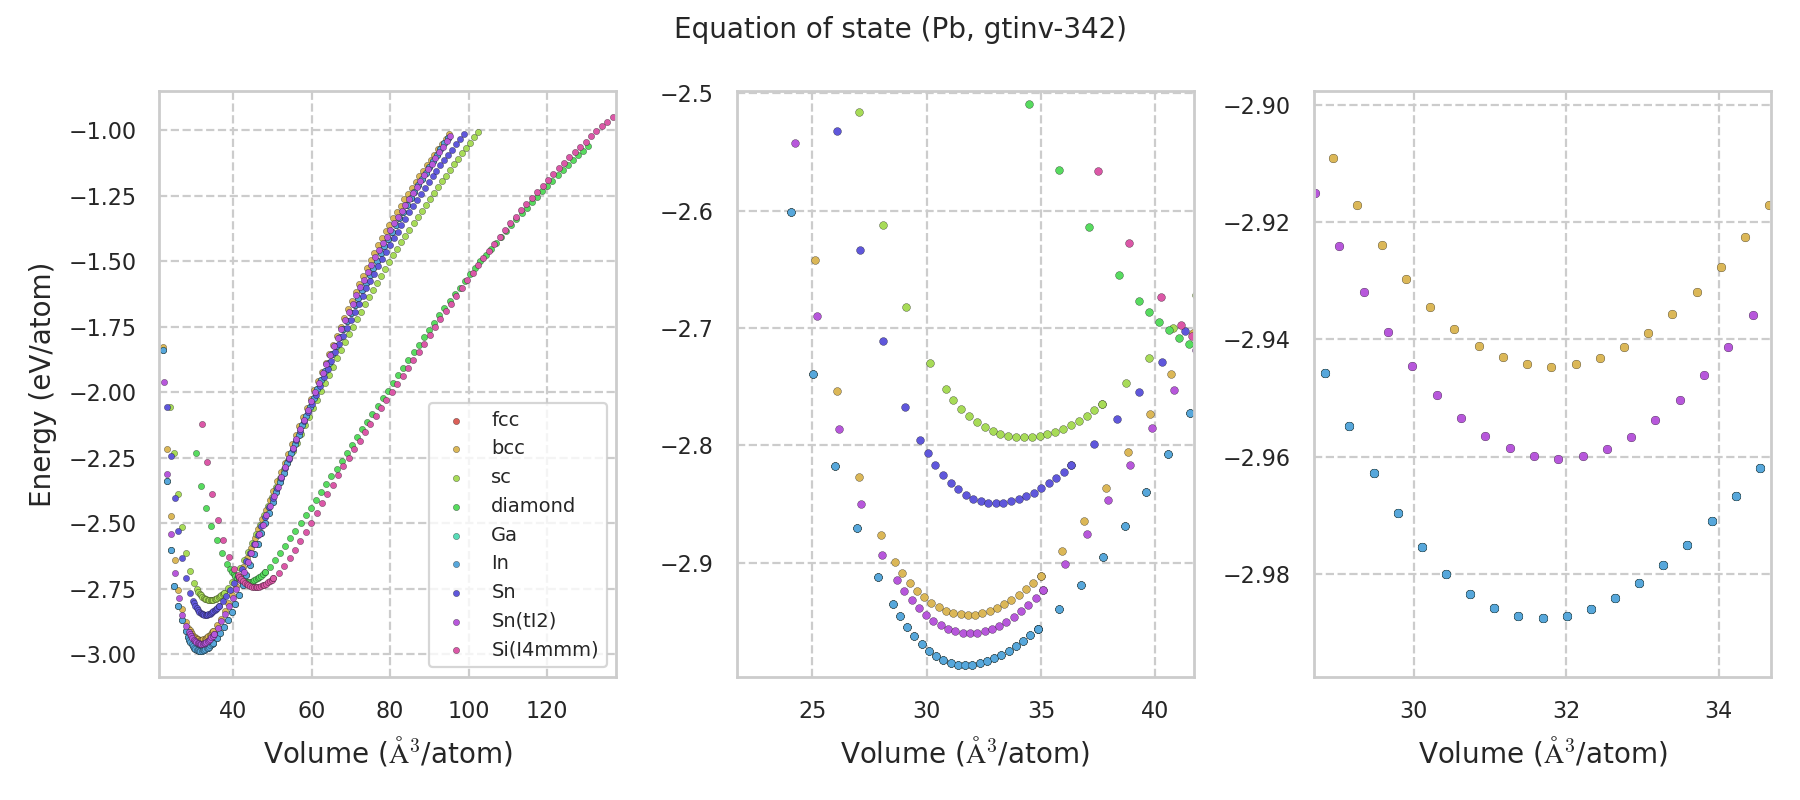 Equation of state (Pb, gtinv-342)
Energy (eV/atom)
−1.00
−1.25
−1.50
−1.75
−2.00
−2.25
−2.50
−2.75
−3.00
40
60
80
100
120
Volume (Å³/atom)
fcc
bcc
sc
diamond
Ga
In
Sn
Sn(tI2)
Si(I4mmm)
−2.5
−2.6
−2.7
−2.8
−2.9
25
30
35
40
Volume (Å³/atom)
−2.90
−2.92
−2.94
−2.96
−2.98
30
32
34
Volume (Å³/atom)